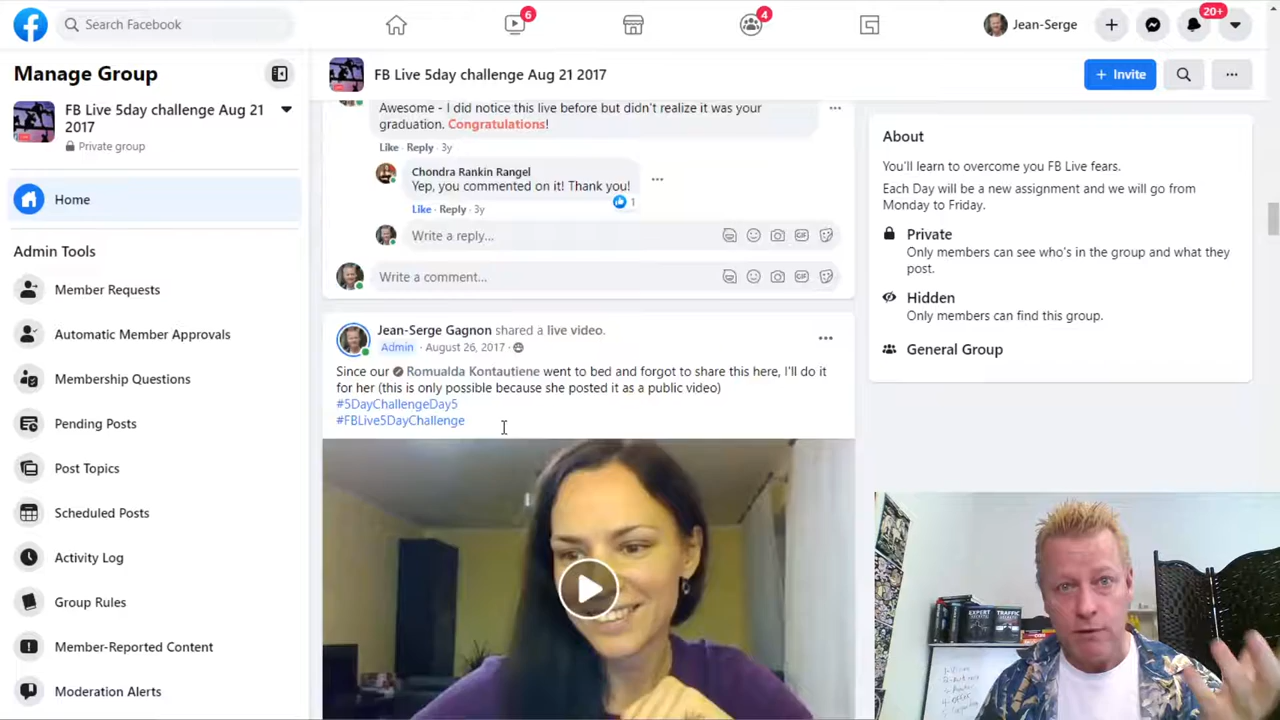 Search Facebook
6
4
Jean-Serge
20+
Manage Group
FB Live 5day challenge Aug 21
2017
Private group
Home
Admin Tools
Member Requests
Automatic Member Approvals
Membership Questions
Pending Posts
Post Topics
Scheduled Posts
Activity Log
Group Rules
Member-Reported Content
Moderation Alerts
FB Live 5day challenge Aug 21 2017
+ Invite
Awesome - I did notice this live before but didn't realize it was your
graduation. Congratulations!
Like · Reply · 3y
Chondra Rankin Rangel
Yep, you commented on it! Thank you!
1
Like · Reply · 3y
Write a reply...
GIF
Write a comment...
GIF
Jean-Serge Gagnon shared a live video.
Admin · August 26, 2017 ·
Since our Romualda Kontautiene went to bed and forgot to share this here, I'll do it
for her (this is only possible because she posted it as a public video)
#5DayChallengeDay5
#FBLive5DayChallenge
About
You'll learn to overcome you FB Live fears.
Each Day will be a new assignment and we will go from
Monday to Friday.
Private
Only members can see who's in the group and what they
post.
Hidden
Only members can find this group.
General Group
EXPERT
SECRETS
TRAFFIC
SECRETS